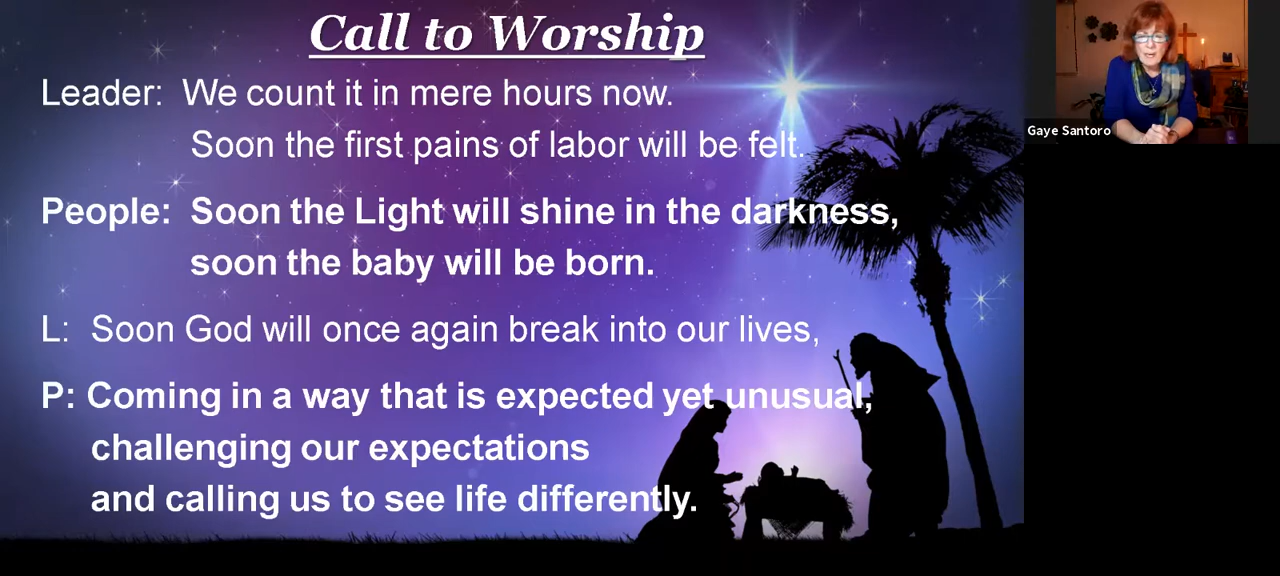 Call to Worship
Leader: We count it in mere hours now.
Soon the first pains of labor will be felt.
People: Soon the Light will shine in the darkness,
soon the baby will be born.
L: Soon God will once again break into our lives,
P: Coming in a way that is expected yet unusual,
challenging our expectations
and calling us to see life differently.
Gaye Santoro